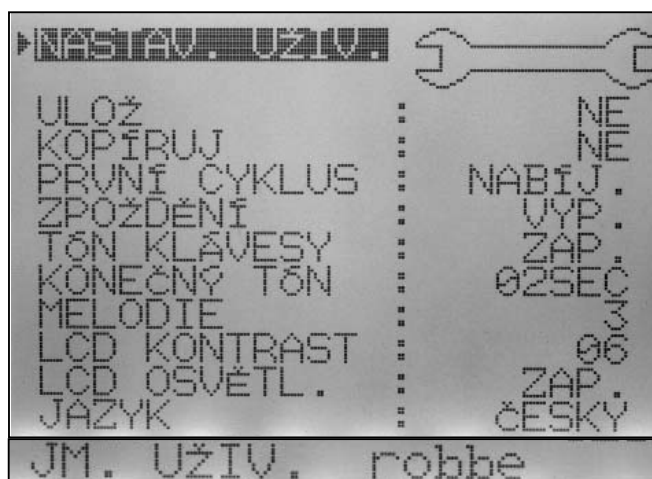 NASTAV. UŽIV.
ULOŽ : NE
KOPÍRUJ : NE
PRVNÍ CYKLUS : NABÍJ.
ZPOŽDĚNÍ : VYP.
TÓN KLÁVESY : ZAP.
KONEČNÝ TÓN : 02SEC
MELODIE : 3
LCD KONTRAST : 06
LCD OSVĚTL. : ZAP.
JAZYK : ČESKY
JM. UŽIV. robbe